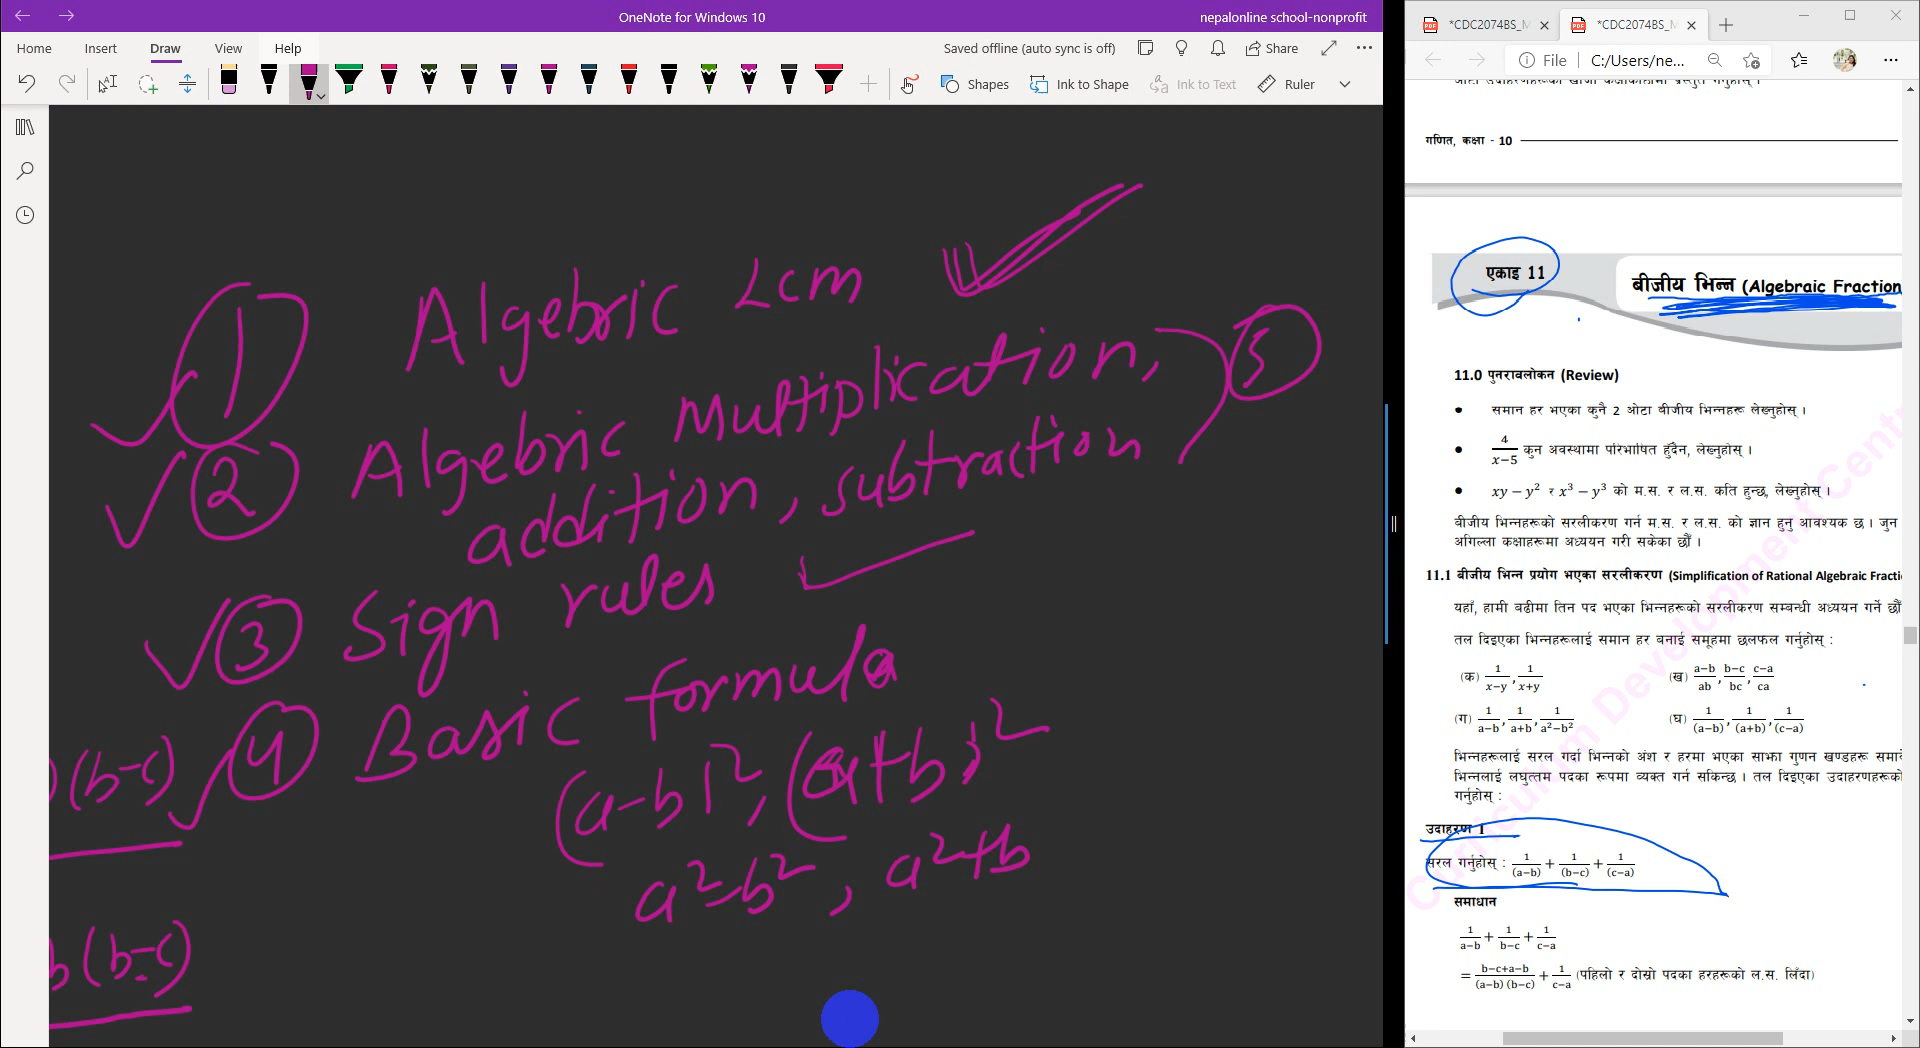 OneNote for Windows 10
nepalonline school-nonprofit
Home Insert Draw View Help
Saved offline (auto sync is off) Share
Shapes Ink to Shape Ink to Text Ruler
1 Algebric Lcm
2 Algebric Multiplication,
addition, subtraction
5
3 Sign rules
4 Basic formula
(a-b)², (a+b)²
a²-b², a²+b
)(b-c)
b(b-c)
*CDC2074BS_M *CDC2074BS_M
File C:/Users/ne...
गणित, कक्षा - 10
एकाइ 11
बीजीय भिन्न (Algebraic Fraction
11.0 पुनरावलोकन (Review)
• समान हर भएका कुनै 2 ओटा बीजीय भिन्नहरू लेख्नुहोस् ।
• 4/(x−5) कुन अवस्थामा परिभाषित हुँदैन, लेख्नुहोस् ।
• xy − y² र x³ − y³ को म.स. र ल.स. कति हुन्छ, लेख्नुहोस् ।
बीजीय भिन्नहरूको सरलीकरण गर्न म.स. र ल.स. को ज्ञान हुनु आवश्यक छ । जुन
अगिल्ला कक्षाहरूमा अध्ययन गरी सकेका छौँ ।
11.1 बीजीय भिन्न प्रयोग भएका सरलीकरण (Simplification of Rational Algebraic Fracti
यहाँ, हामी बढीमा तिन पद भएका भिन्नहरूको सरलीकरण सम्बन्धी अध्ययन गर्ने छौँ
तल दिइएका भिन्नहरूलाई समान हर बनाई समूहमा छलफल गर्नुहोस् :
(क) 1/(x−y), 1/(x+y) (ख) (a−b)/ab, (b−c)/bc, (c−a)/ca
(ग) 1/(a−b), 1/(a+b), 1/(a²−b²) (घ) 1/(a−b), 1/(a+b), 1/(c−a)
भिन्नहरूलाई सरल गर्दा भिन्नको अंश र हरमा भएका साझा गुणन खण्डहरू
भिन्नलाई लघुत्तम पदका रूपमा व्यक्त गर्न सकिन्छ । तल दिइएका उदाहरणहरूको
गर्नुहोस् :
उदाहरण 1
सरल गर्नुहोस् : 1/(a−b) + 1/(b−c) + 1/(c−a)
समाधान
1/(a−b) + 1/(b−c) + 1/(c−a)
= (b−c+a−b)/((a−b)(b−c)) + 1/(c−a) (पहिलो र दोस्रो पदका हरहरूको ल.स. लिँदा)
Curriculum Development Centr